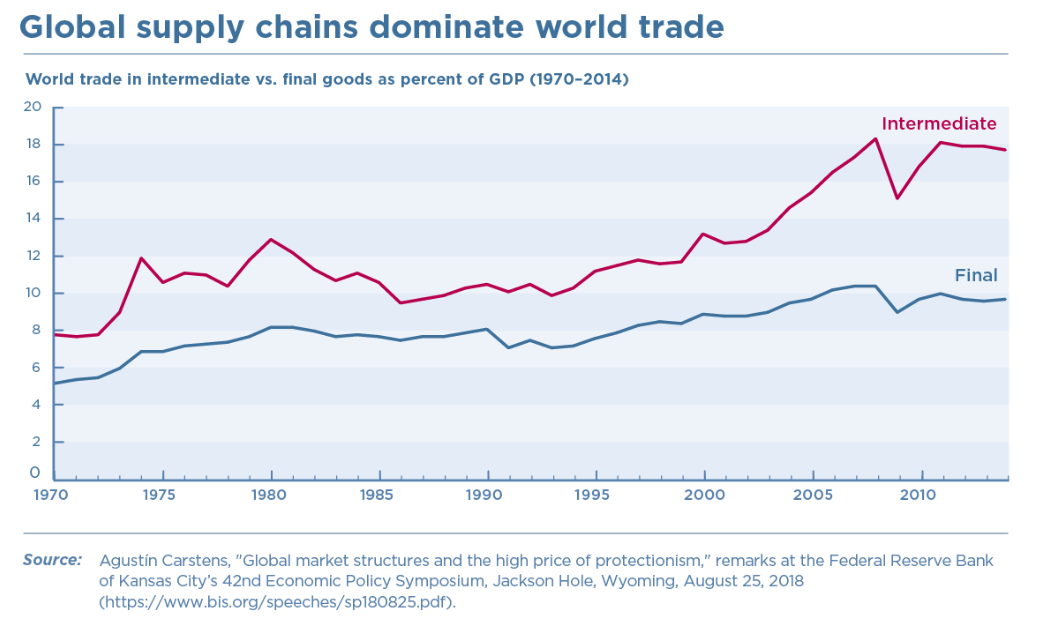 Global supply chains dominate world trade
World trade in intermediate vs. final goods as percent of GDP (1970–2014)
20
18
16
14
12
10
8
6
4
2
0
Intermediate
Final
1970 1975 1980 1985 1990 1995 2000 2005 2010
Source: Agustín Carstens, "Global market structures and the high price of protectionism," remarks at the Federal Reserve Bank
of Kansas City's 42nd Economic Policy Symposium, Jackson Hole, Wyoming, August 25, 2018
(https://www.bis.org/speeches/sp180825.pdf).